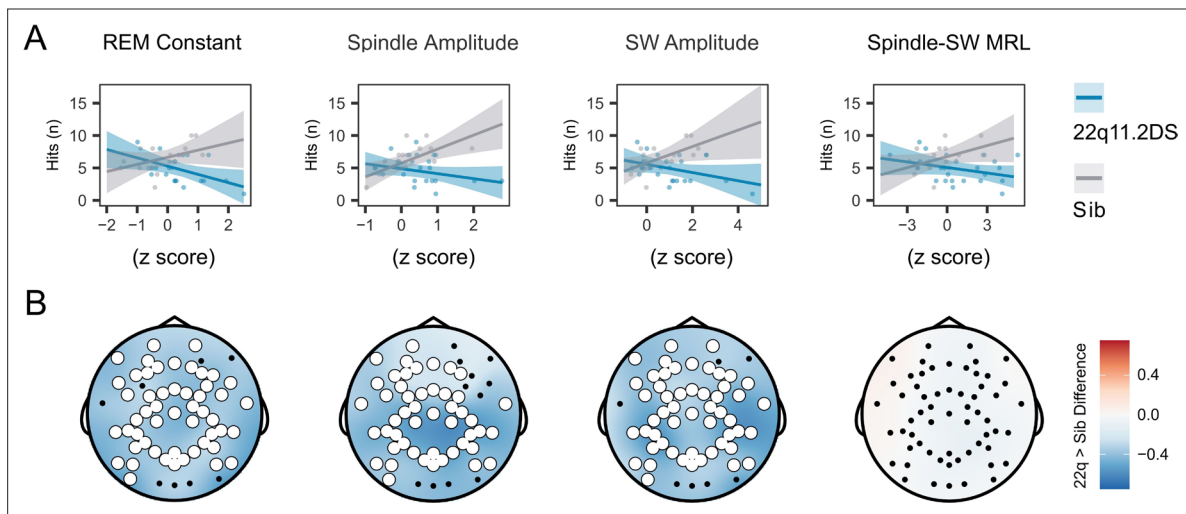 A
REM Constant
Spindle Amplitude
SW Amplitude
Spindle-SW MRL
Hits (n)
15
10
5
0
−2
−1
0
1
2
(z score)
Hits (n)
15
10
5
0
−1
0
1
2
(z score)
Hits (n)
15
10
5
0
0
2
4
(z score)
Hits (n)
15
10
5
0
−3
0
3
(z score)
22q11.2DS
Sib
B
22q > Sib Difference
0.4
0.0
−0.4